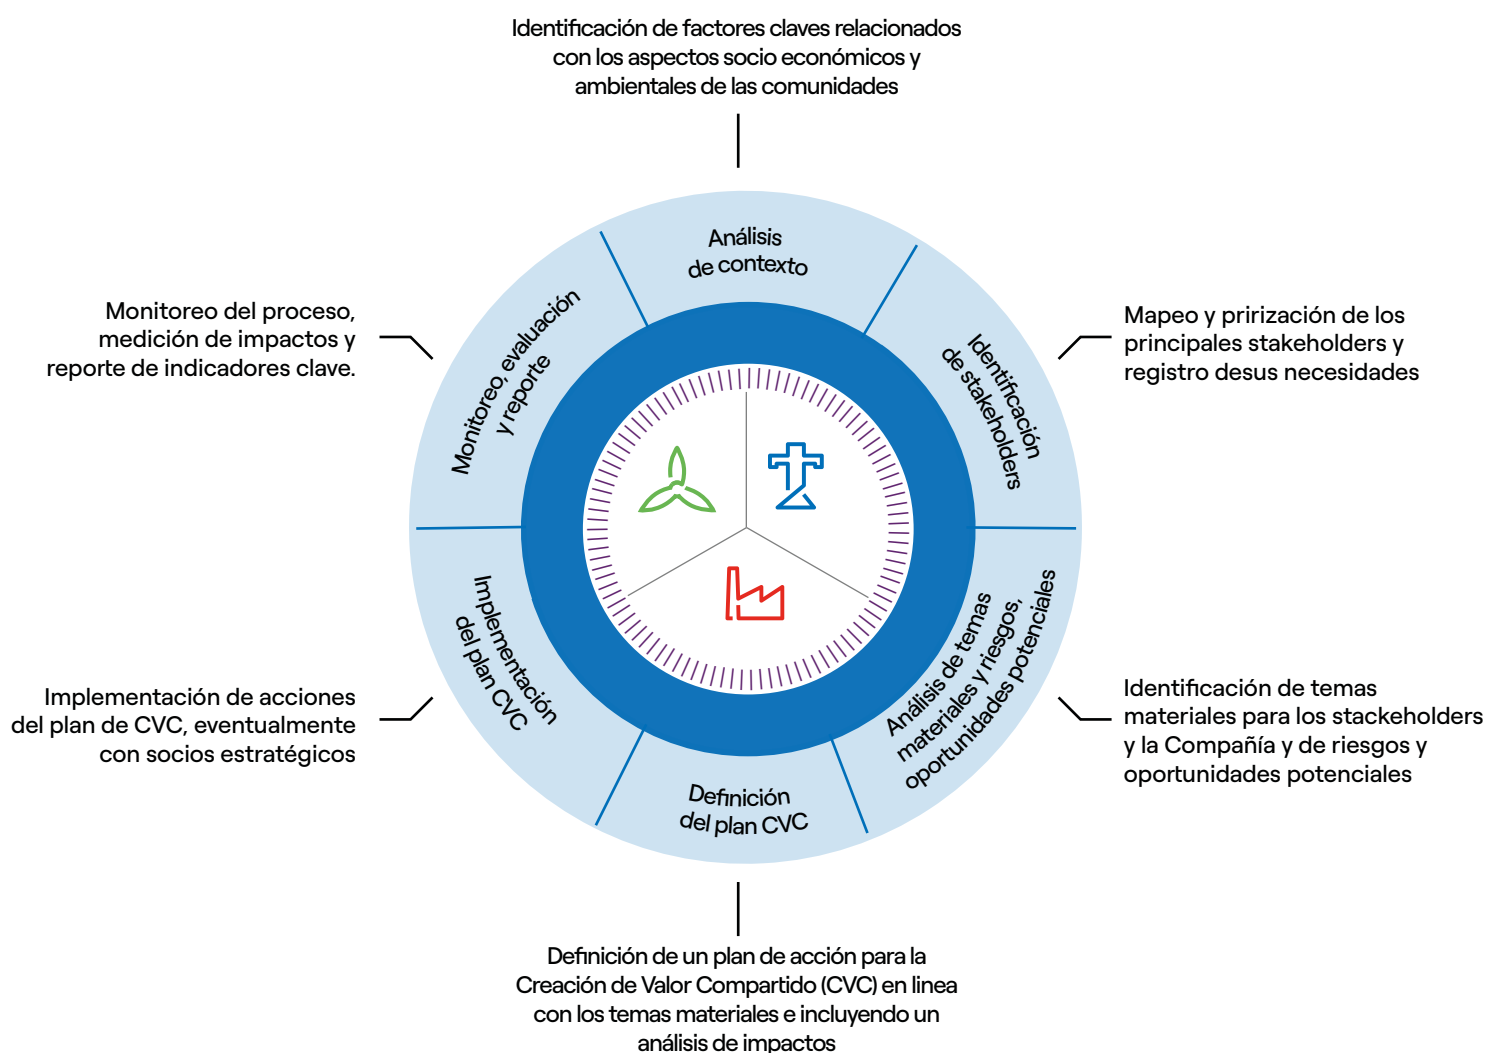 Identificación de factores claves relacionados
con los aspectos socio económicos y
ambientales de las comunidades
Análisis
de contexto
Identificación
de stakeholders
Mapeo y prirización de los
principales stakeholders y
registro desus necesidades
Análisis de temas
materiales y riesgos,
oportunidades potenciales
Identificación de temas
materiales para los stackeholders
y la Compañía y de riesgos y
oportunidades potenciales
Definición
del plan CVC
Definición de un plan de acción para la
Creación de Valor Compartido (CVC) en linea
con los temas materiales e incluyendo un
análisis de impactos
Implementación
del plan CVC
Implementación de acciones
del plan de CVC, eventualmente
con socios estratégicos
Monitoreo, evaluación
y reporte
Monitoreo del proceso,
medición de impactos y
reporte de indicadores clave.